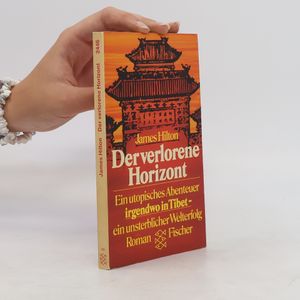 James Hilton Der verlorene Horizont 2446
James Hilton
Der verlorene
Horizont
Ein utopisches Abenteuer
irgendwo in Tibet –
ein unsterblicher Welterfolg
Roman Fischer